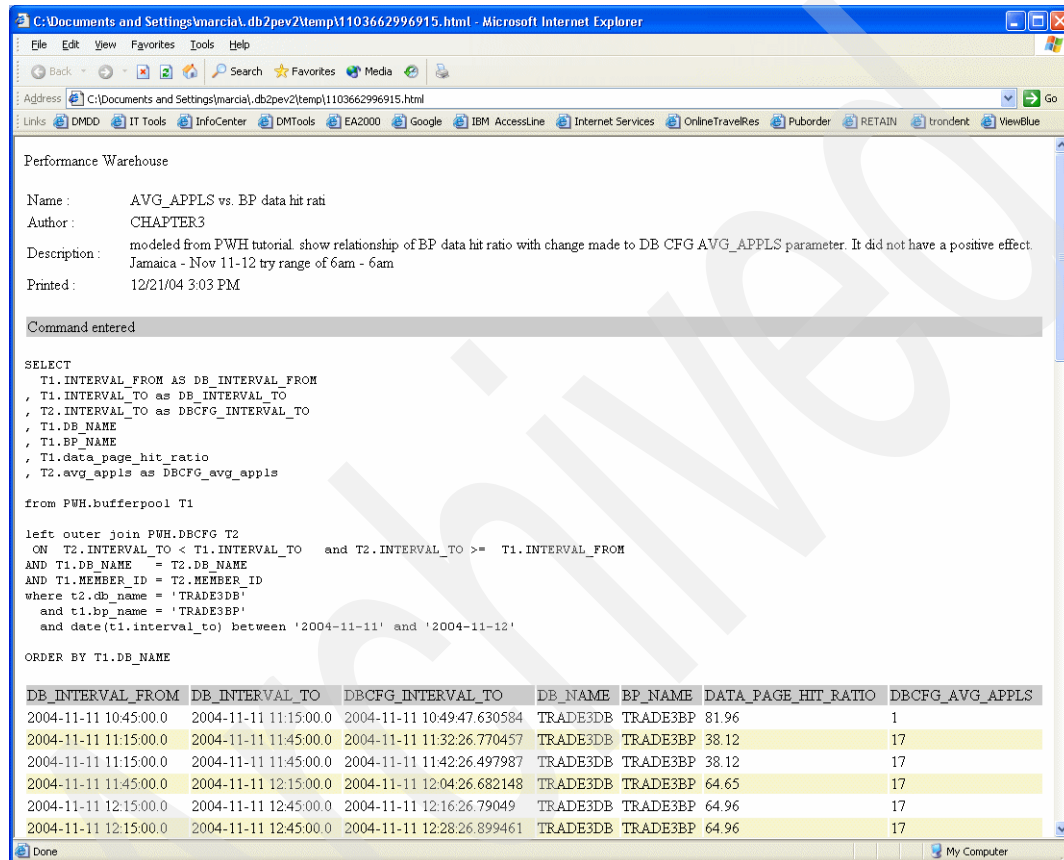 C:\Documents and Settings\marcia\.db2pev2\temp\1103662996915.html - Microsoft Internet Explorer
File Edit View Favorites Tools Help
Back Search Favorites Media
Address C:\Documents and Settings\marcia\.db2pev2\temp\1103662996915.html Go
Links DMDD IT Tools InfoCenter DMTools EA2000 Google IBM AccessLine Internet Services OnlineTravelRes Puborder RETAIN trondent ViewBlue
Performance Warehouse
Name : AVG_APPLS vs. BP data hit rati
Author : CHAPTER3
Description : modeled from PWH tutorial. show relationship of BP data hit ratio with change made to DB CFG AVG_APPLS parameter. It did not have a positive effect.
Jamaica - Nov 11-12 try range of 6am - 6am
Printed : 12/21/04 3:03 PM
Command entered
SELECT
T1.INTERVAL_FROM AS DB_INTERVAL_FROM
, T1.INTERVAL_TO as DB_INTERVAL_TO
, T2.INTERVAL_TO as DBCFG_INTERVAL_TO
, T1.DB_NAME
, T1.BP_NAME
, T1.data_page_hit_ratio
, T2.avg_appls as DBCFG_avg_appls
from PWH.bufferpool T1
left outer join PWH.DBCFG T2
ON T2.INTERVAL_TO < T1.INTERVAL_TO and T2.INTERVAL_TO >= T1.INTERVAL_FROM
AND T1.DB_NAME = T2.DB_NAME
AND T1.MEMBER_ID = T2.MEMBER_ID
where t2.db_name = 'TRADE3DB'
and t1.bp_name = 'TRADE3BP'
and date(t1.interval_to) between '2004-11-11' and '2004-11-12'
ORDER BY T1.DB_NAME
DB_INTERVAL_FROM DB_INTERVAL_TO DBCFG_INTERVAL_TO DB_NAME BP_NAME DATA_PAGE_HIT_RATIO DBCFG_AVG_APPLS
2004-11-11 10:45:00.0 2004-11-11 11:15:00.0 2004-11-11 10:49:47.630584 TRADE3DB TRADE3BP 81.96 1
2004-11-11 11:15:00.0 2004-11-11 11:45:00.0 2004-11-11 11:32:26.770457 TRADE3DB TRADE3BP 38.12 17
2004-11-11 11:15:00.0 2004-11-11 11:45:00.0 2004-11-11 11:42:26.497987 TRADE3DB TRADE3BP 38.12 17
2004-11-11 11:45:00.0 2004-11-11 12:15:00.0 2004-11-11 12:04:26.682148 TRADE3DB TRADE3BP 64.65 17
2004-11-11 12:15:00.0 2004-11-11 12:45:00.0 2004-11-11 12:16:26.79049 TRADE3DB TRADE3BP 64.96 17
2004-11-11 12:15:00.0 2004-11-11 12:45:00.0 2004-11-11 12:28:26.899461 TRADE3DB TRADE3BP 64.96 17
Done My Computer
Archived